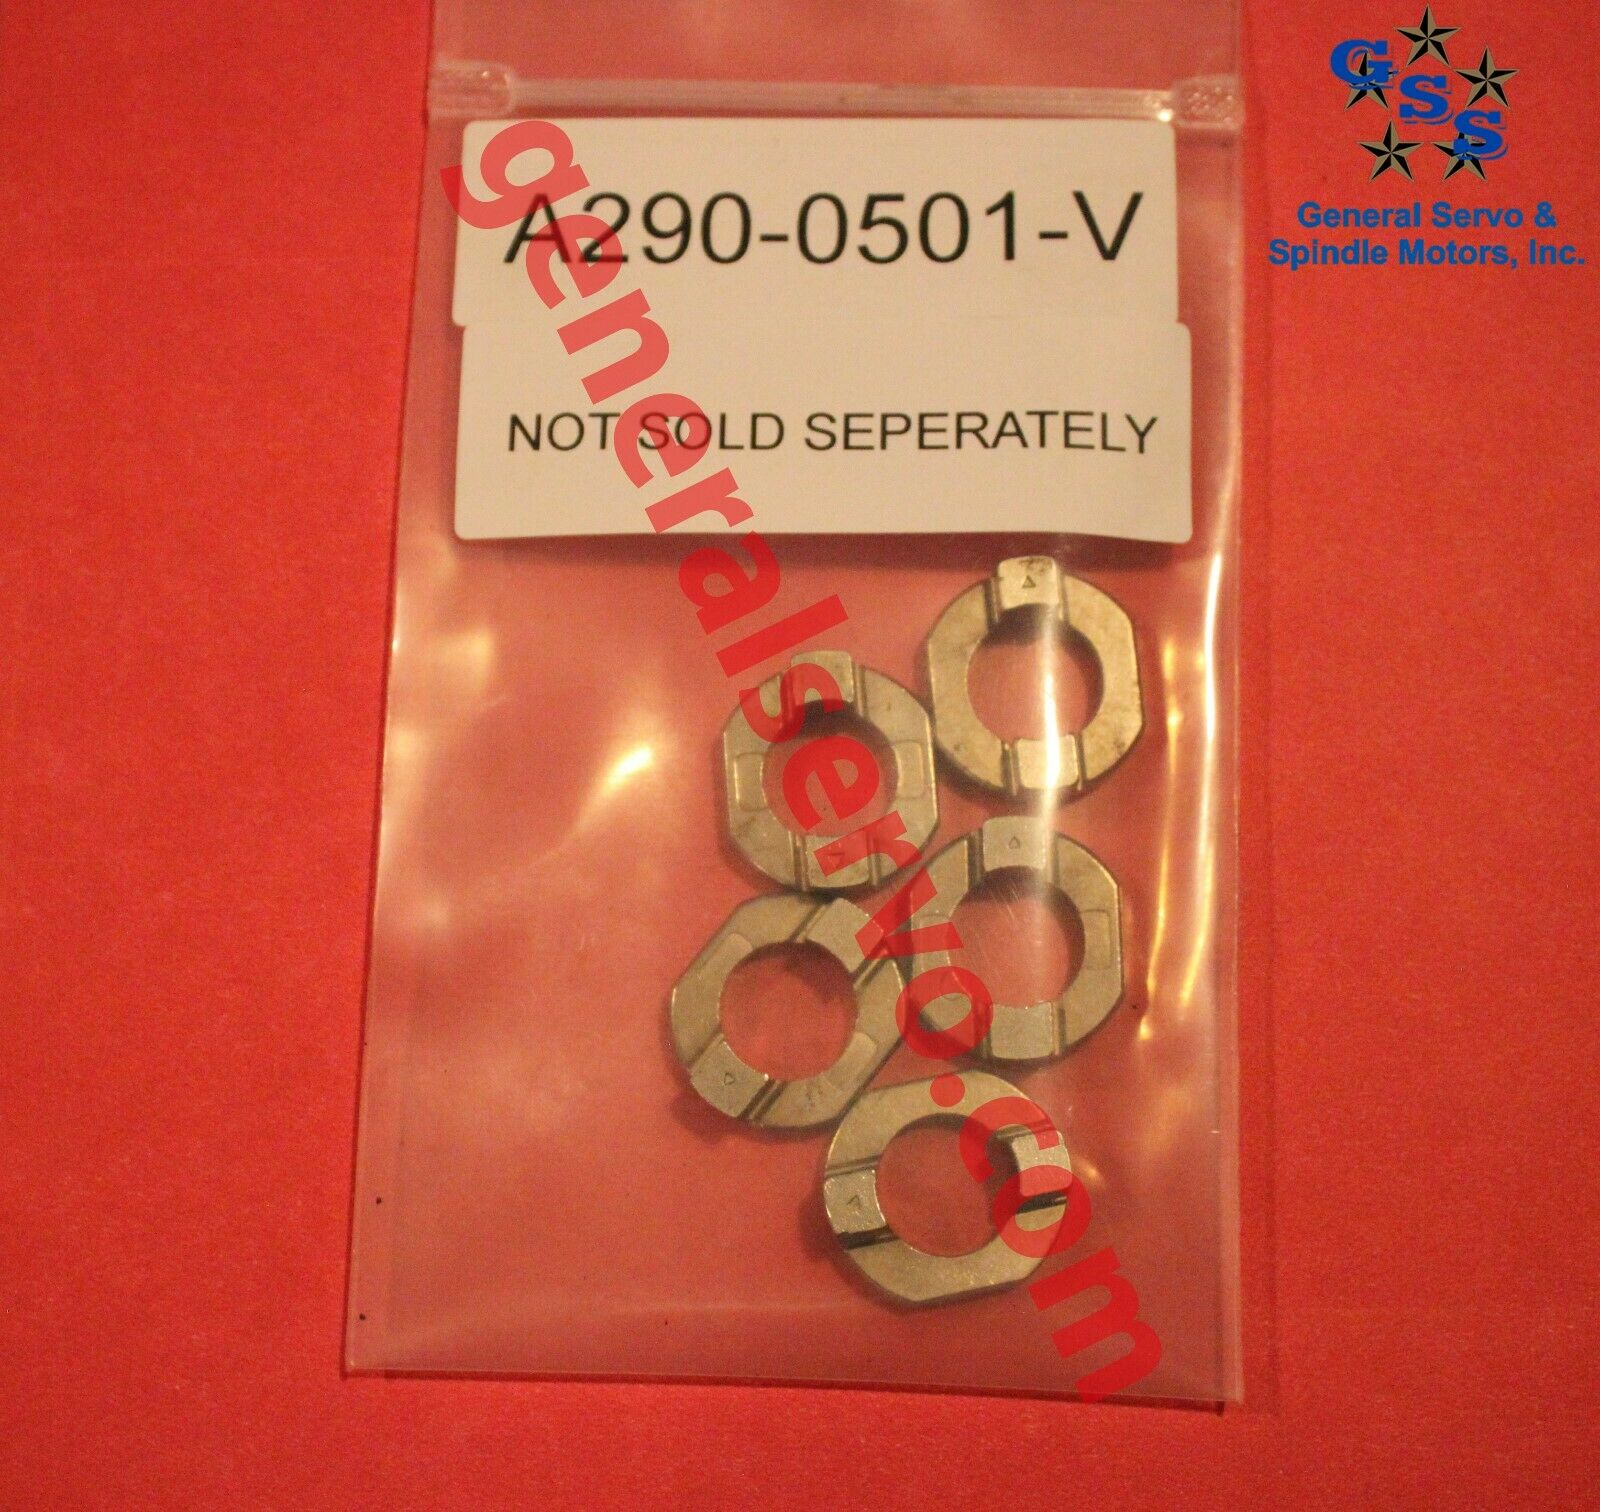 GSS
General Servo &
Spindle Motors, Inc.
A290-0501-V
NOT SOLD SEPERATELY
generalservo.com